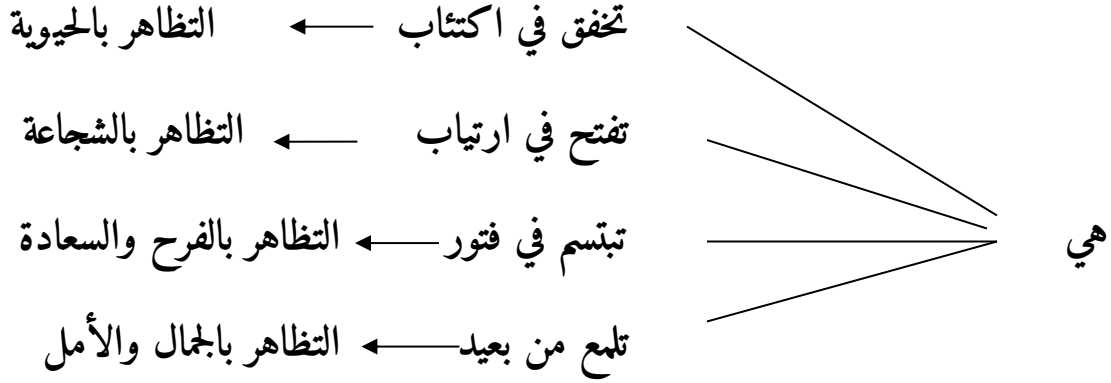 تخفق في اكتئاب التظاهر بالحيوية
تفتح في ارتياب التظاهر بالشجاعة
هي تبتسم في فتور التظاهر بالفرح والسعادة
تلمع من بعيد التظاهر بالجمال والأمل